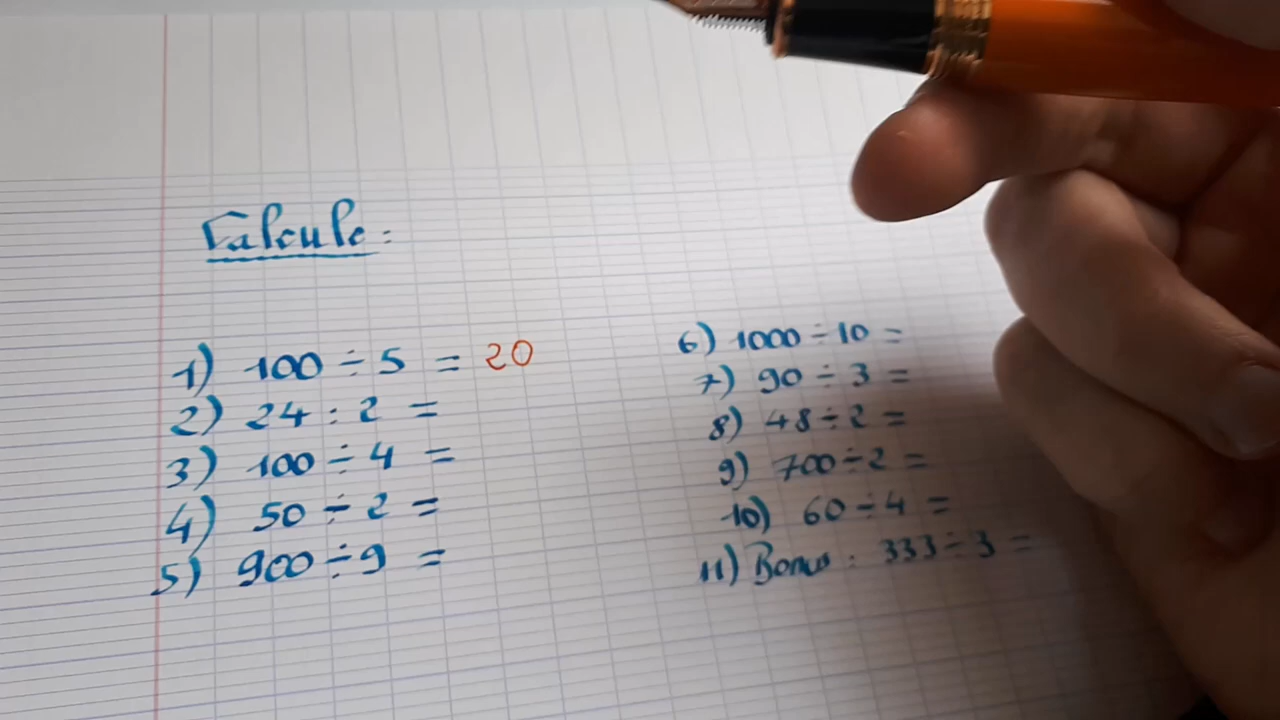 Calcule :
1) 100 ÷ 5 = 20
2) 24 : 2 =
3) 100 ÷ 4 =
4) 50 ÷ 2 =
5) 900 ÷ 9 =
6) 1000 ÷ 10 =
7) 90 ÷ 3 =
8) 48 ÷ 2 =
9) 700 ÷ 2 =
10) 60 ÷ 4 =
11) Bonus : 333 ÷ 3 =